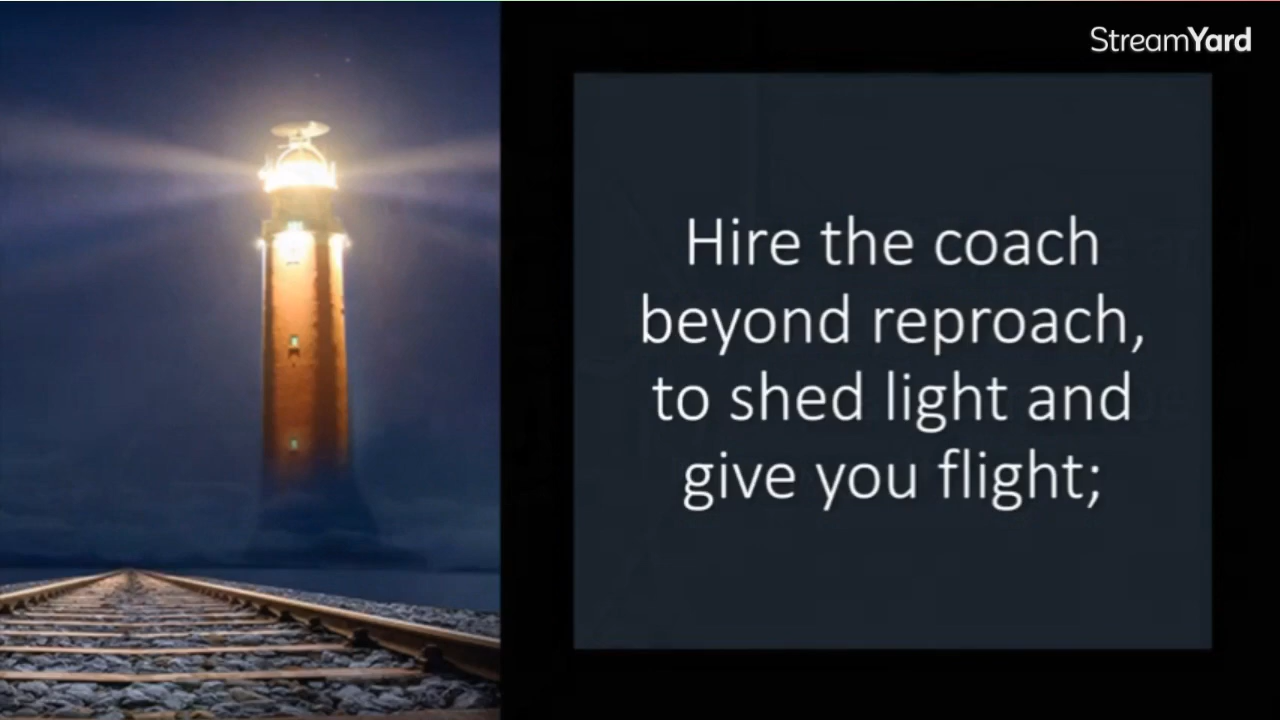 StreamYard
Hire the coach
beyond reproach,
to shed light and
give you flight;